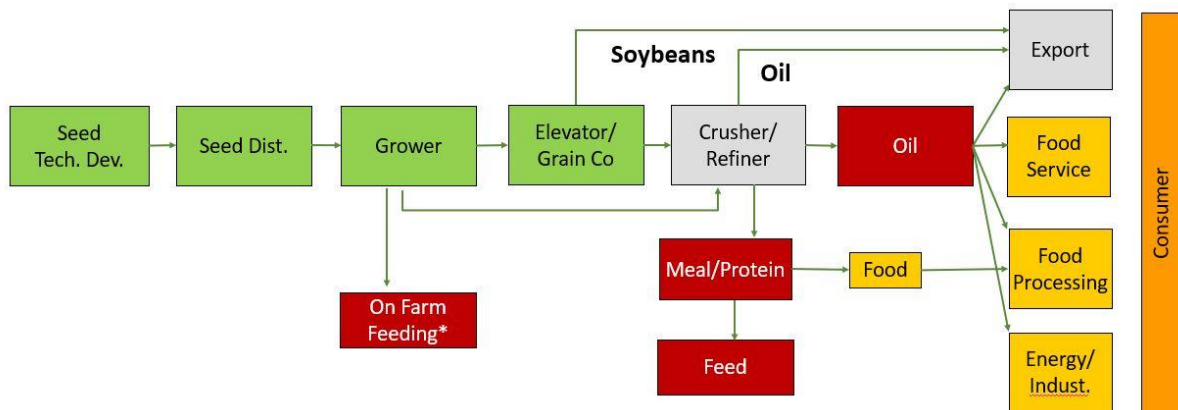 Soybeans
Oil
Export
Seed
Tech. Dev.
Seed Dist.
Grower
Elevator/
Grain Co
Crusher/
Refiner
Oil
Food
Service
Meal/Protein
Food
Food
Processing
On Farm
Feeding*
Feed
Energy/
Indust.
Consumer